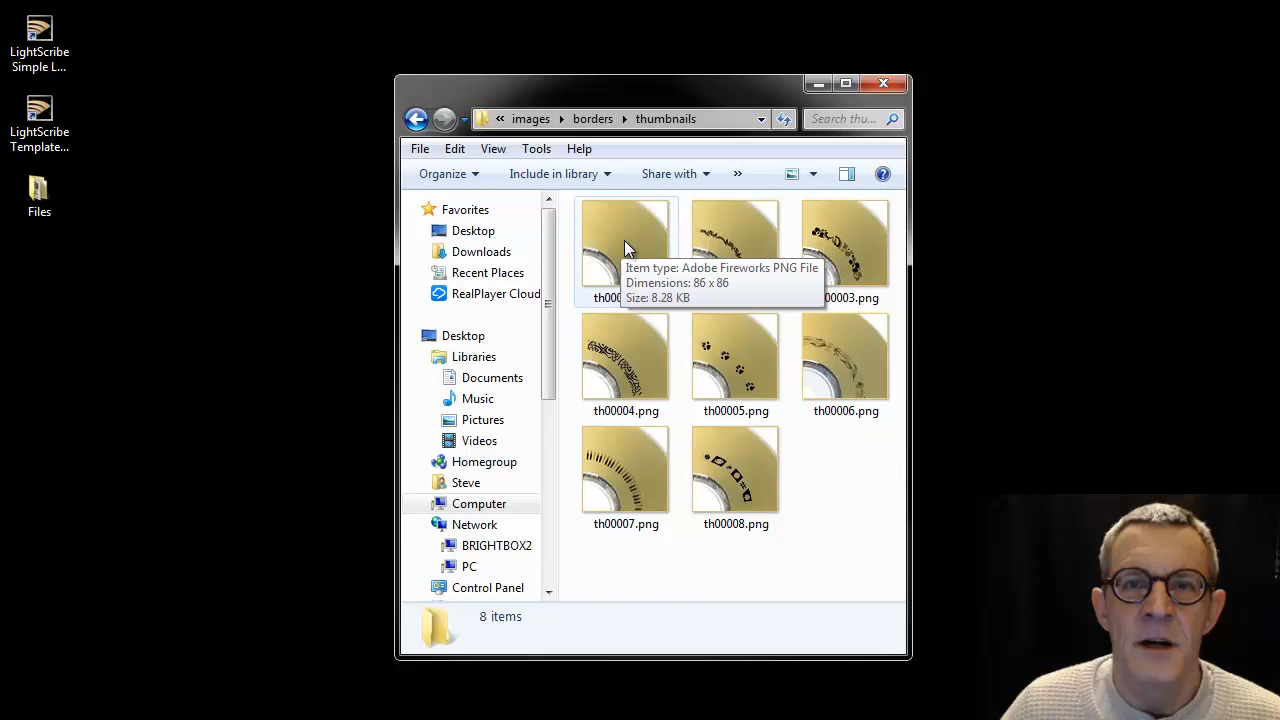 LightScribe
Simple L...
LightScribe
Template...
Files
« images borders thumbnails
Search thu...
File Edit View Tools Help
Organize Include in library Share with »
Favorites
Desktop
Downloads
Recent Places
RealPlayer Cloud
Desktop
Libraries
Documents
Music
Pictures
Videos
Homegroup
Steve
Computer
Network
BRIGHTBOX2
PC
Control Panel
Item type: Adobe Fireworks PNG File
Dimensions: 86 x 86
Size: 8.28 KB
th00004.png
th00005.png
th00006.png
th00007.png
th00008.png
8 items